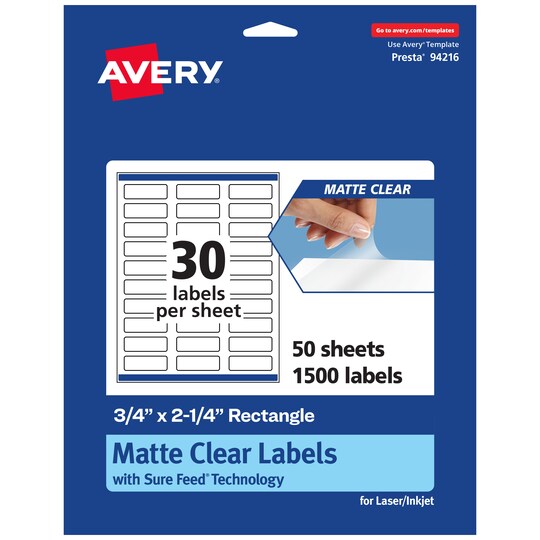 Go to avery.com/templates
Use Avery® Template
Presta® 94216
AVERY®
MATTE CLEAR
30
labels
per sheet
50 sheets
1500 labels
3/4" x 2-1/4" Rectangle
Matte Clear Labels
with Sure Feed® Technology
for Laser/Inkjet